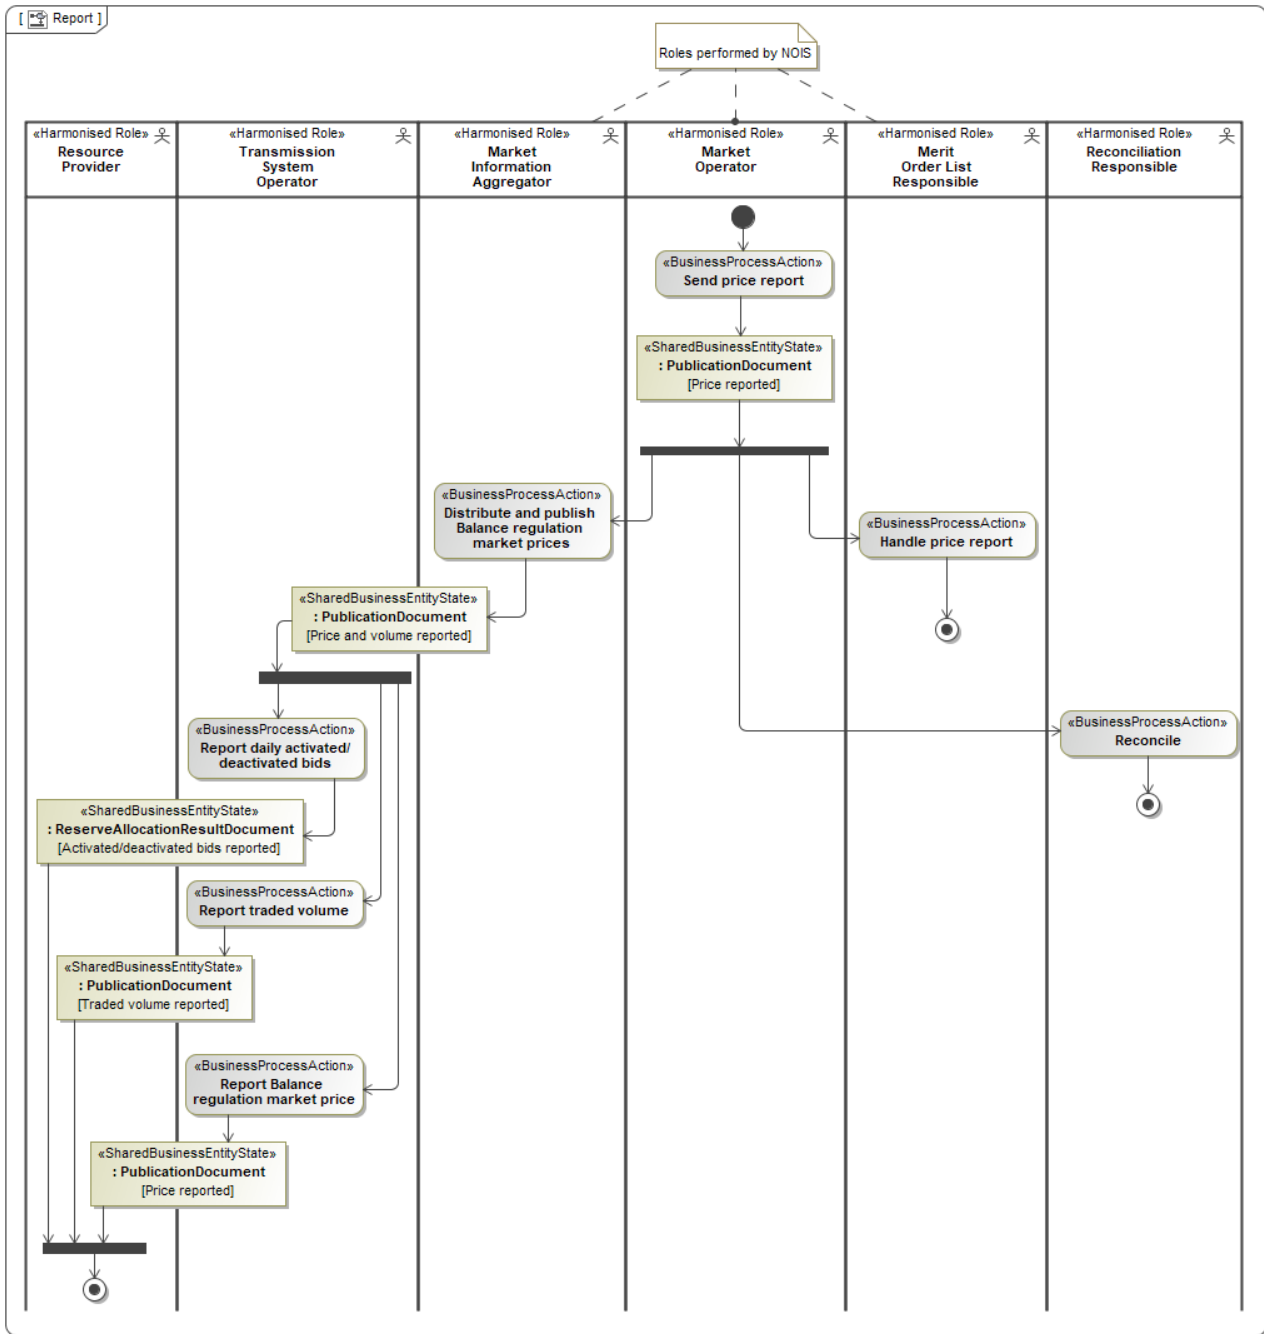 [ Report ]
Roles performed by NOIS
«Harmonised Role»
Resource
Provider
«Harmonised Role»
Transmission
System
Operator
«Harmonised Role»
Market
Information
Aggregator
«Harmonised Role»
Market
Operator
«Harmonised Role»
Merit
Order List
Responsible
«Harmonised Role»
Reconciliation
Responsible
«BusinessProcessAction»
Send price report
«SharedBusinessEntityState»
: PublicationDocument
[Price reported]
«BusinessProcessAction»
Distribute and publish
Balance regulation
market prices
«BusinessProcessAction»
Handle price report
«SharedBusinessEntityState»
: PublicationDocument
[Price and volume reported]
«BusinessProcessAction»
Report daily activated/
deactivated bids
«BusinessProcessAction»
Reconcile
«SharedBusinessEntityState»
: ReserveAllocationResultDocument
[Activated/deactivated bids reported]
«BusinessProcessAction»
Report traded volume
«SharedBusinessEntityState»
: PublicationDocument
[Traded volume reported]
«BusinessProcessAction»
Report Balance
regulation market price
«SharedBusinessEntityState»
: PublicationDocument
[Price reported]